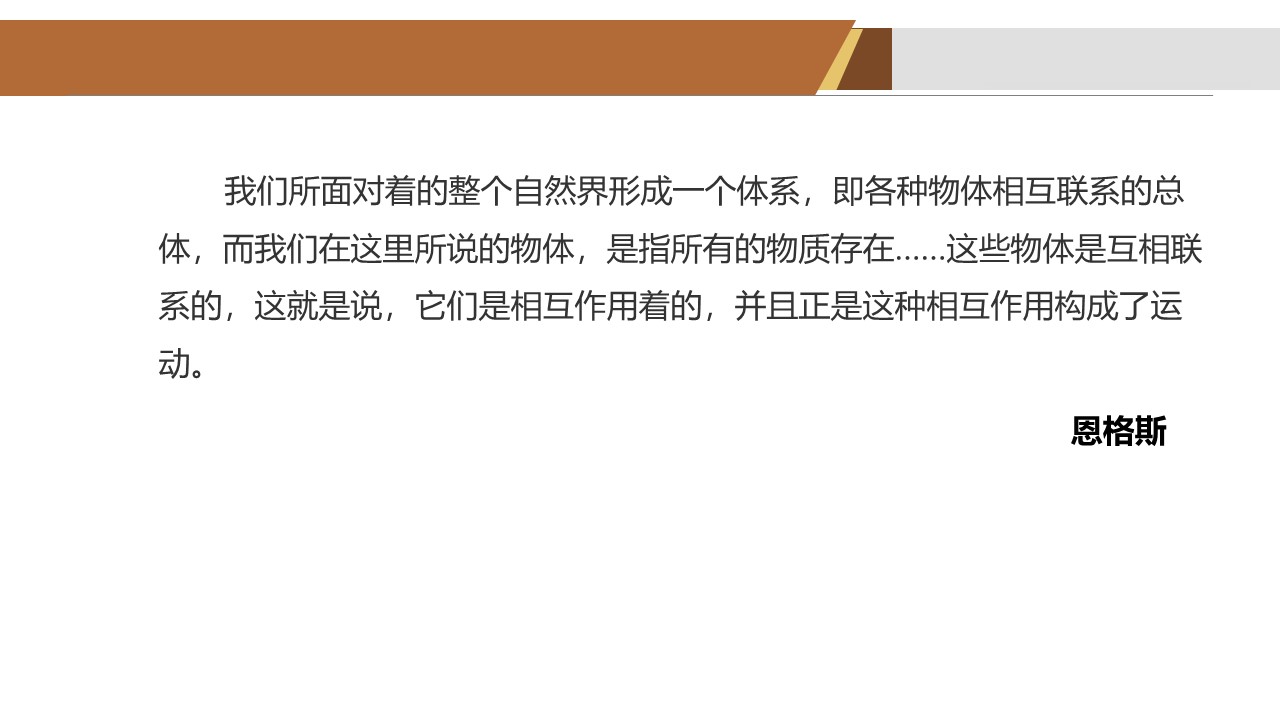 我们所面对着的整个自然界形成一个体系，即各种物体相互联系的总
体，而我们在这里所说的物体，是指所有的物质存在……这些物体是互相联
系的，这就是说，它们是相互作用着的，并且正是这种相互作用构成了运
动。
恩格斯